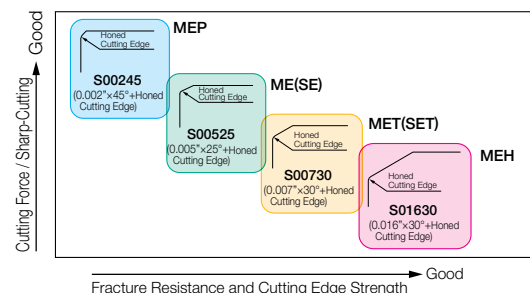 Good
Cutting Force / Sharp-Cutting
MEP
Honed
Cutting Edge
S00245
(0.002"×45°+Honed
Cutting Edge)
ME(SE)
Honed
Cutting Edge
S00525
(0.005"×25°+Honed
Cutting Edge)
MET(SET)
Honed
Cutting Edge
S00730
(0.007"×30°+Honed
Cutting Edge)
MEH
Honed
Cutting Edge
S01630
(0.016"×30°+Honed
Cutting Edge)
Good
Fracture Resistance and Cutting Edge Strength